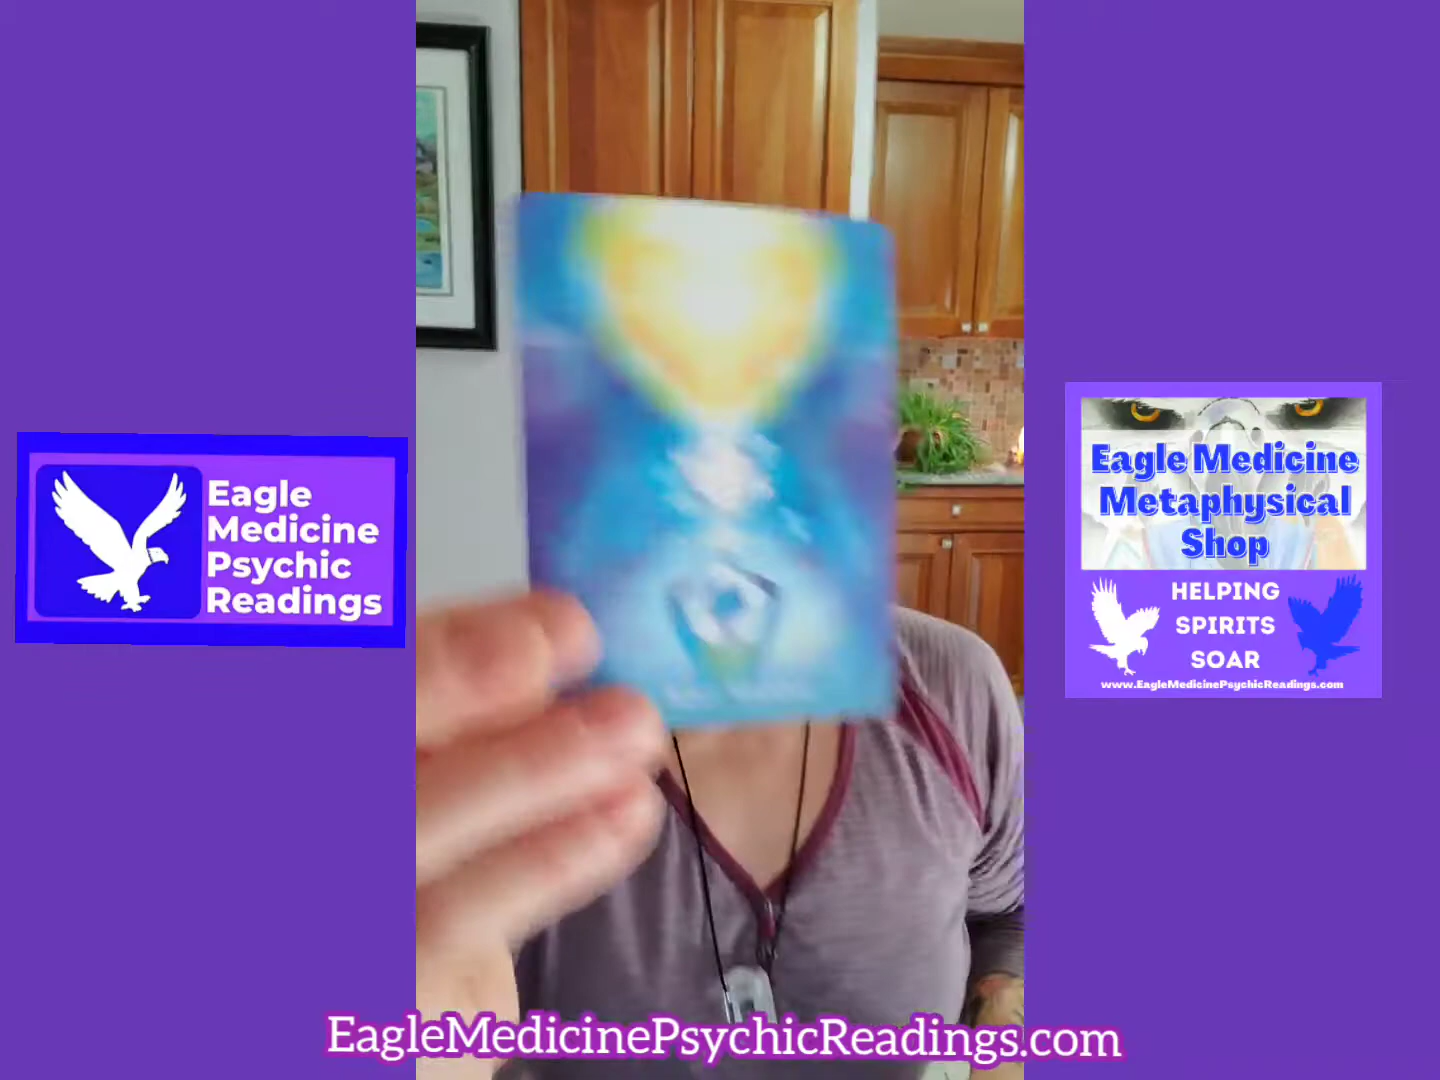 Eagle
Medicine
Psychic
Readings
Eagle Medicine
Metaphysical
Shop
HELPING
SPIRITS
SOAR
www.EagleMedicinePsychicReadings.com
EagleMedicinePsychicReadings.com